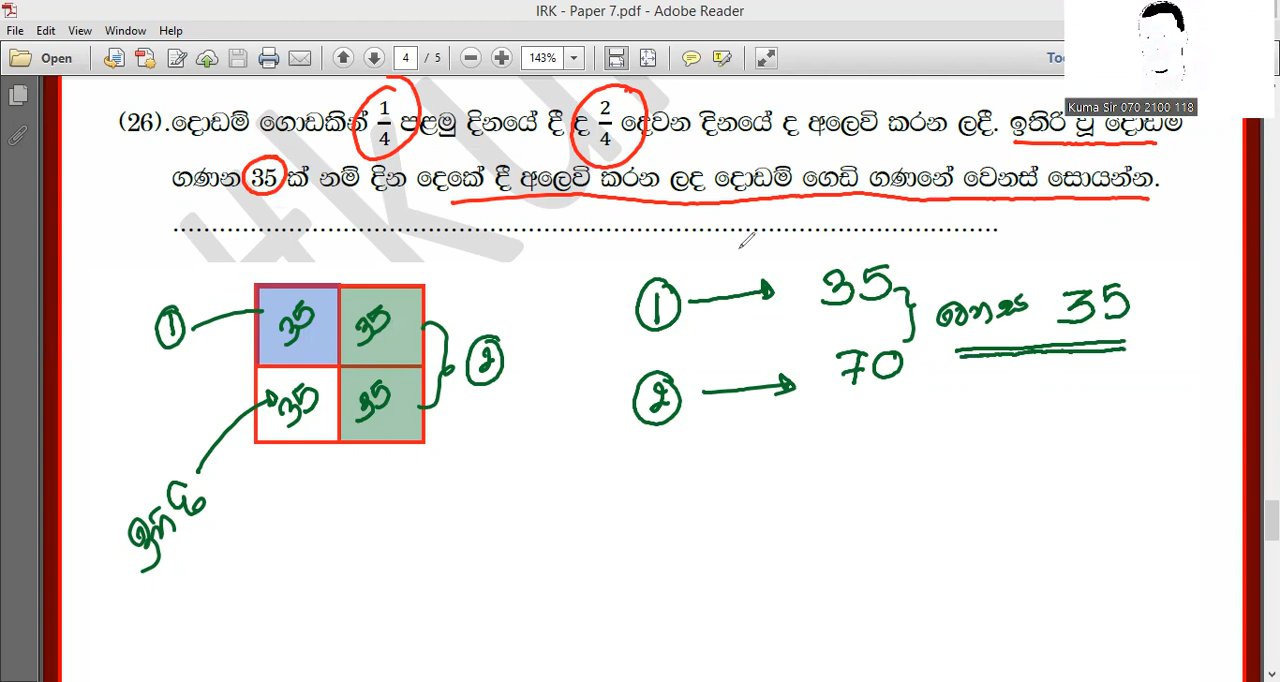 IRK - Paper 7.pdf - Adobe Reader
File Edit View Window Help
Open 4 / 5 143%
Kuma Sir 070 2100 118
(26). දොඩම් ගොඩකින් 1/4 පළමු දිනයේ දී ද 2/4 දෙවන දිනයේ ද අලෙවි කරන ලදී. ඉතිරි වූ දොඩම්
ගණන 35 ක් නම් දින දෙකේ දී අලෙවි කරන ලද දොඩම් ගෙඩි ගණනේ වෙනස සොයන්න.
1 35 35
35 35 2
ඉතිරි
1 → 35
වෙනස 35
2 → 70